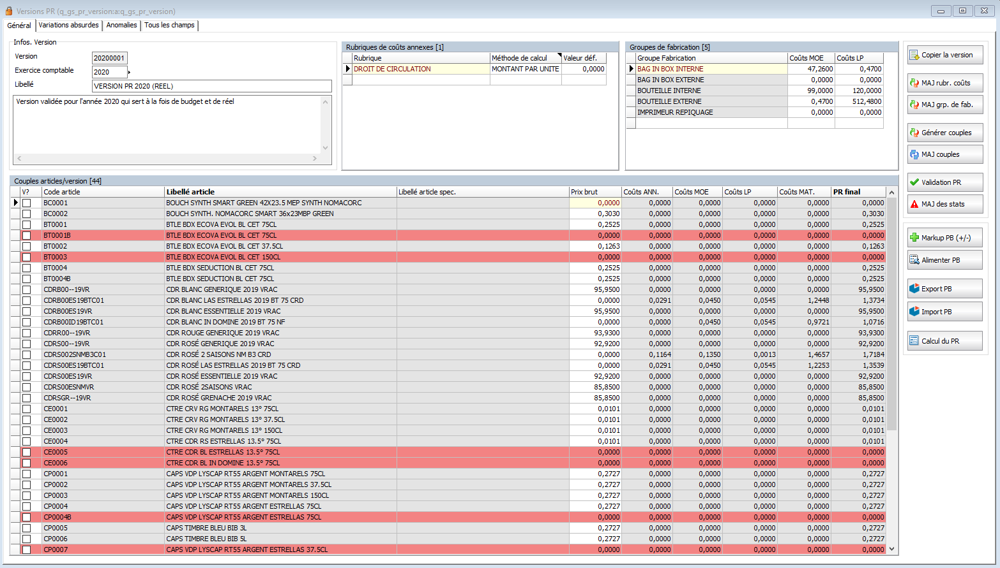 Versions PR (q_gs_pr_version:a:q_gs_pr_version)
Général Variations absurdes Anomalies Tous les champs
Infos. Version
Version 20200001
Exercice comptable 2020
Libellé VERSION PR 2020 (REEL)
Version validée pour l'année 2020 qui sert à la fois de budget et de réel
Rubriques de coûts annexes [1]
Rubrique Méthode de calcul Valeur déf.
DROIT DE CIRCULATION MONTANT PAR UNITE 0,0000
Groupes de fabrication [5]
Groupe Fabrication Coûts MOE Coûts LP
BAG IN BOX INTERNE 47,2600 0,4700
BAG IN BOX EXTERNE 0,0000 0,0000
BOUTEILLE INTERNE 99,0000 120,0000
BOUTEILLE EXTERNE 0,4700 512,4800
IMPRIMEUR REPIQUAGE 0,0000 0,0000
Copier la version
MAJ rubr. coûts
MAJ grp. de fab.
Générer couples
MAJ couples
Validation PR
MAJ des stats
Markup PB (+/-)
Alimenter PB
Export PB
Import PB
Calcul du PR
Couples articles/version [44]
V? Code article Libellé article Libellé article spec. Prix brut Coûts ANN. Coûts MOE Coûts LP Coûts MAT. PR final
BC0001 BOUCH SYNTH SMART GREEN 42X23.5 MEP SYNTH NOMACORC 0,0000 0,0000 0,0000 0,0000 0,0000 0,0000
BC0002 BOUCH SYNTH. NOMACORC SMART 36x23MBP GREEN 0,3030 0,0000 0,0000 0,0000 0,0000 0,3030
BT0001 BTLE BDX ECOVA EVOL BL CET 75CL 0,2525 0,0000 0,0000 0,0000 0,0000 0,2525
BT0001B BTLE BDX ECOVA EVOL BL CET 75CL 0,0000 0,0000 0,0000 0,0000 0,0000 0,0000
BT0002 BTLE BDX ECOVA EVOL BL CET 37.5CL 0,1263 0,0000 0,0000 0,0000 0,0000 0,1263
BT0003 BTLE BDX ECOVA EVOL BL CET 150CL 0,0000 0,0000 0,0000 0,0000 0,0000 0,0000
BT0004 BTLE BDX SEDUCTION BL CET 75CL 0,2525 0,0000 0,0000 0,0000 0,0000 0,2525
BT0004B BTLE BDX SEDUCTION BL CET 75CL 0,2525 0,0000 0,0000 0,0000 0,0000 0,2525
CDRB00--19VR CDR BLANC GENERIQUE 2019 VRAC 95,9500 0,0000 0,0000 0,0000 0,0000 95,9500
CDRB00ES19BTC01 CDR BLANC LAS ESTRELLAS 2019 BT 75 CRD 0,0000 0,0291 0,0450 0,0545 1,2448 1,3734
CDRB00ES19VR CDR BLANC ESSENTIELLE 2019 VRAC 95,9500 0,0000 0,0000 0,0000 0,0000 95,9500
CDRB00ID19BTC01 CDR BLANC IN DOMINE 2019 BT 75 NF 0,0000 0,0000 0,0450 0,0545 0,9721 1,0716
CDRR00--19VR CDR ROUGE GENERIQUE 2019 VRAC 93,9300 0,0000 0,0000 0,0000 0,0000 93,9300
CDRS00--19VR CDR ROSÉ GENERIQUE 2019 VRAC 92,9200 0,0000 0,0000 0,0000 0,0000 92,9200
CDRS002SNMB3C01 CDR ROSÉ 2 SAISONS NM B3 CRD 0,0000 0,1164 0,1350 0,0013 1,4657 1,7184
CDRS00ES19BTC01 CDR ROSÉ LAS ESTRELLAS 2019 BT 75 CRD 0,0000 0,0291 0,0450 0,0545 1,2253 1,3539
CDRS00ES19VR CDR ROSÉ ESSENTIELLE 2019 VRAC 92,9200 0,0000 0,0000 0,0000 0,0000 92,9200
CDRS00ESNMVR CDR ROSÉ 2SAISONS VRAC 85,8500 0,0000 0,0000 0,0000 0,0000 85,8500
CDRSGR--19VR CDR ROSÉ GRENACHE 2019 VRAC 85,8500 0,0000 0,0000 0,0000 0,0000 85,8500
CE0001 CTRE CRV RG MONTARELS 13° 75CL 0,0101 0,0000 0,0000 0,0000 0,0000 0,0101
CE0002 CTRE CRV RG MONTARELS 13° 37.5CL 0,0101 0,0000 0,0000 0,0000 0,0000 0,0101
CE0003 CTRE CRV RG MONTARELS 13° 150CL 0,0101 0,0000 0,0000 0,0000 0,0000 0,0101
CE0004 CTRE CDR RS ESTRELLAS 13.5° 75CL 0,0101 0,0000 0,0000 0,0000 0,0000 0,0101
CE0005 CTRE CDR BL ESTRELLAS 13.5° 75CL 0,0000 0,0000 0,0000 0,0000 0,0000 0,0000
CE0006 CTRE CDR BL IN DOMINE 13.5° 75CL 0,0000 0,0000 0,0000 0,0000 0,0000 0,0000
CP0001 CAPS VDP LYSCAP RT55 ARGENT MONTARELS 75CL 0,2727 0,0000 0,0000 0,0000 0,0000 0,2727
CP0002 CAPS VDP LYSCAP RT55 ARGENT MONTARELS 37.5CL 0,2727 0,0000 0,0000 0,0000 0,0000 0,2727
CP0003 CAPS VDP LYSCAP RT55 ARGENT MONTARELS 150CL 0,2727 0,0000 0,0000 0,0000 0,0000 0,2727
CP0004 CAPS VDP LYSCAP RT55 ARGENT ESTRELLAS 75CL 0,2727 0,0000 0,0000 0,0000 0,0000 0,2727
CP0004B CAPS VDP LYSCAP RT55 ARGENT ESTRELLAS 75CL 0,0000 0,0000 0,0000 0,0000 0,0000 0,0000
CP0005 CAPS TIMBRE BLEU BIB 3L 0,2727 0,0000 0,0000 0,0000 0,0000 0,2727
CP0006 CAPS TIMBRE BLEU BIB 5L 0,2727 0,0000 0,0000 0,0000 0,0000 0,2727
CP0007 CAPS VDP LYSCAP RT55 ARGENT ESTRELLAS 37.5CL 0,0000 0,0000 0,0000 0,0000 0,0000 0,0000